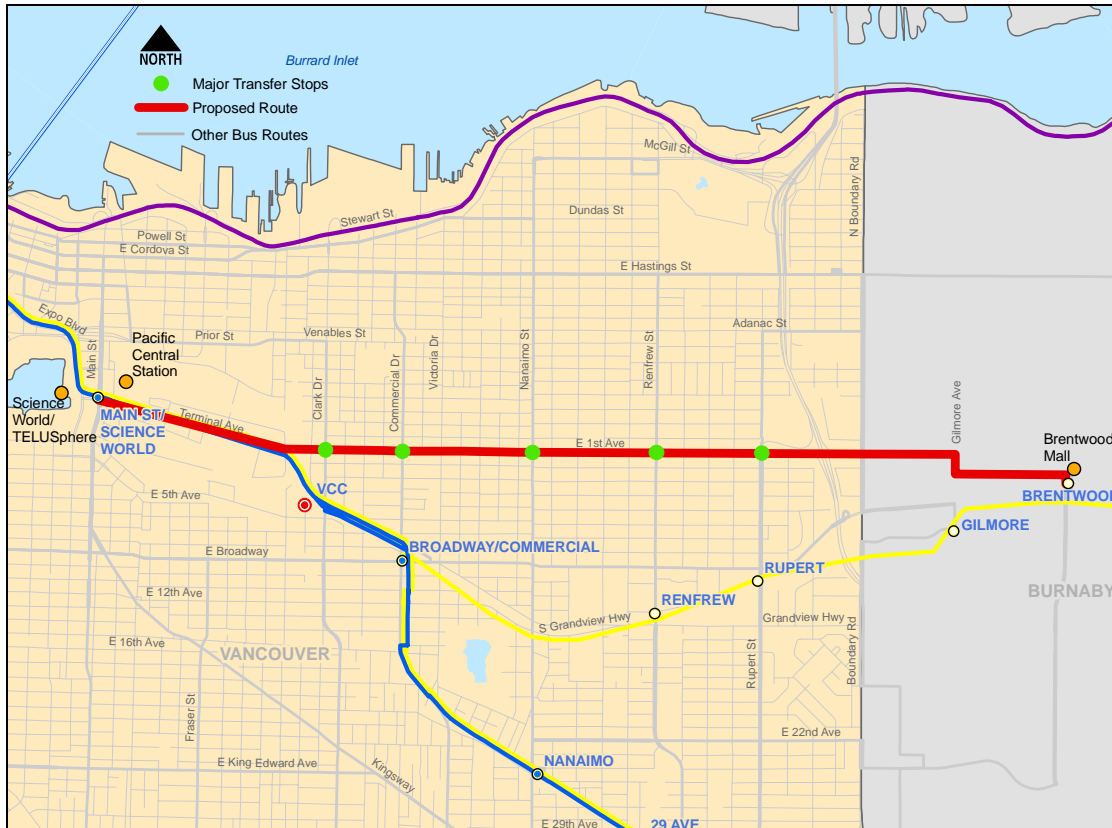 NORTH
Burrard Inlet
Major Transfer Stops
Proposed Route
Other Bus Routes
McGill St
N Boundary Rd
Dundas St
Stewart St
Powell St
E Cordova St
E Hastings St
Expo Blvd
Main St
Prior St
Venables St
Adanac St
Pacific
Central
Station
Clark Dr
Commercial Dr
Victoria Dr
Nanaimo St
Renfrew St
Gilmore Ave
Science
World/
TELUSphere
MAIN ST/
SCIENCE
WORLD
Terminal Ave
E 1st Ave
Brentwood
Mall
BRENTWOOD
VCC
E 5th Ave
GILMORE
E Broadway
BROADWAY/COMMERCIAL
RUPERT
E 12th Ave
RENFREW
BURNABY
S Grandview Hwy
Grandview Hwy
E 16th Ave
VANCOUVER
Rupert St
Boundary Rd
Fraser St
E 22nd Ave
E King Edward Ave
Kingsway
NANAIMO
E 29th Ave
29 AVE